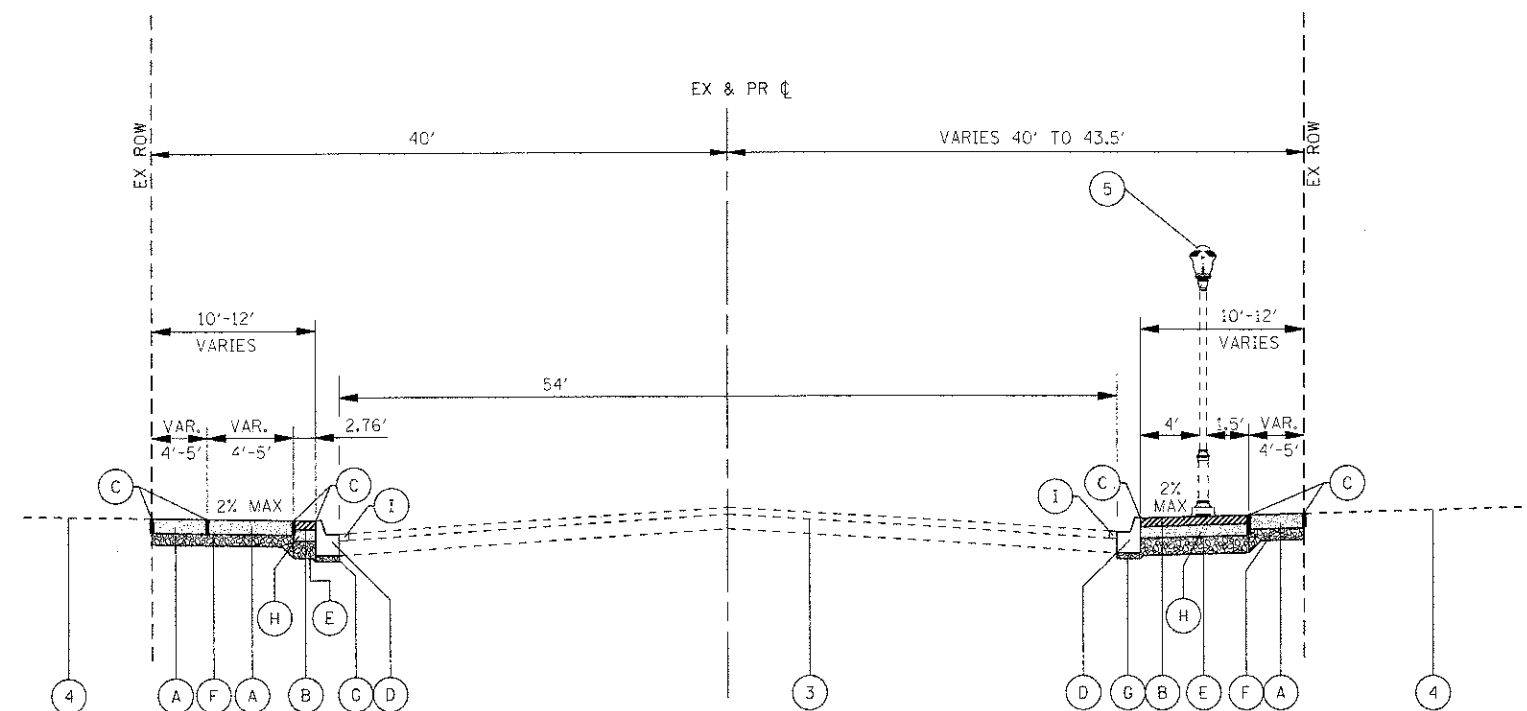 EX & PR ℄
EX ROW
40'
VARIES 40' TO 43.5'
EX ROW
5
10'-12'
VARIES
10'-12'
VARIES
54'
VAR.
4'-5'
VAR.
4'-5'
2.76'
4'
1.5'
VAR.
4'-5'
C
2% MAX
C
I
I
C
2%
MAX
C
H
E
H
4
A
F
A
B
G
D
3
D
G
B
E
F
A
4